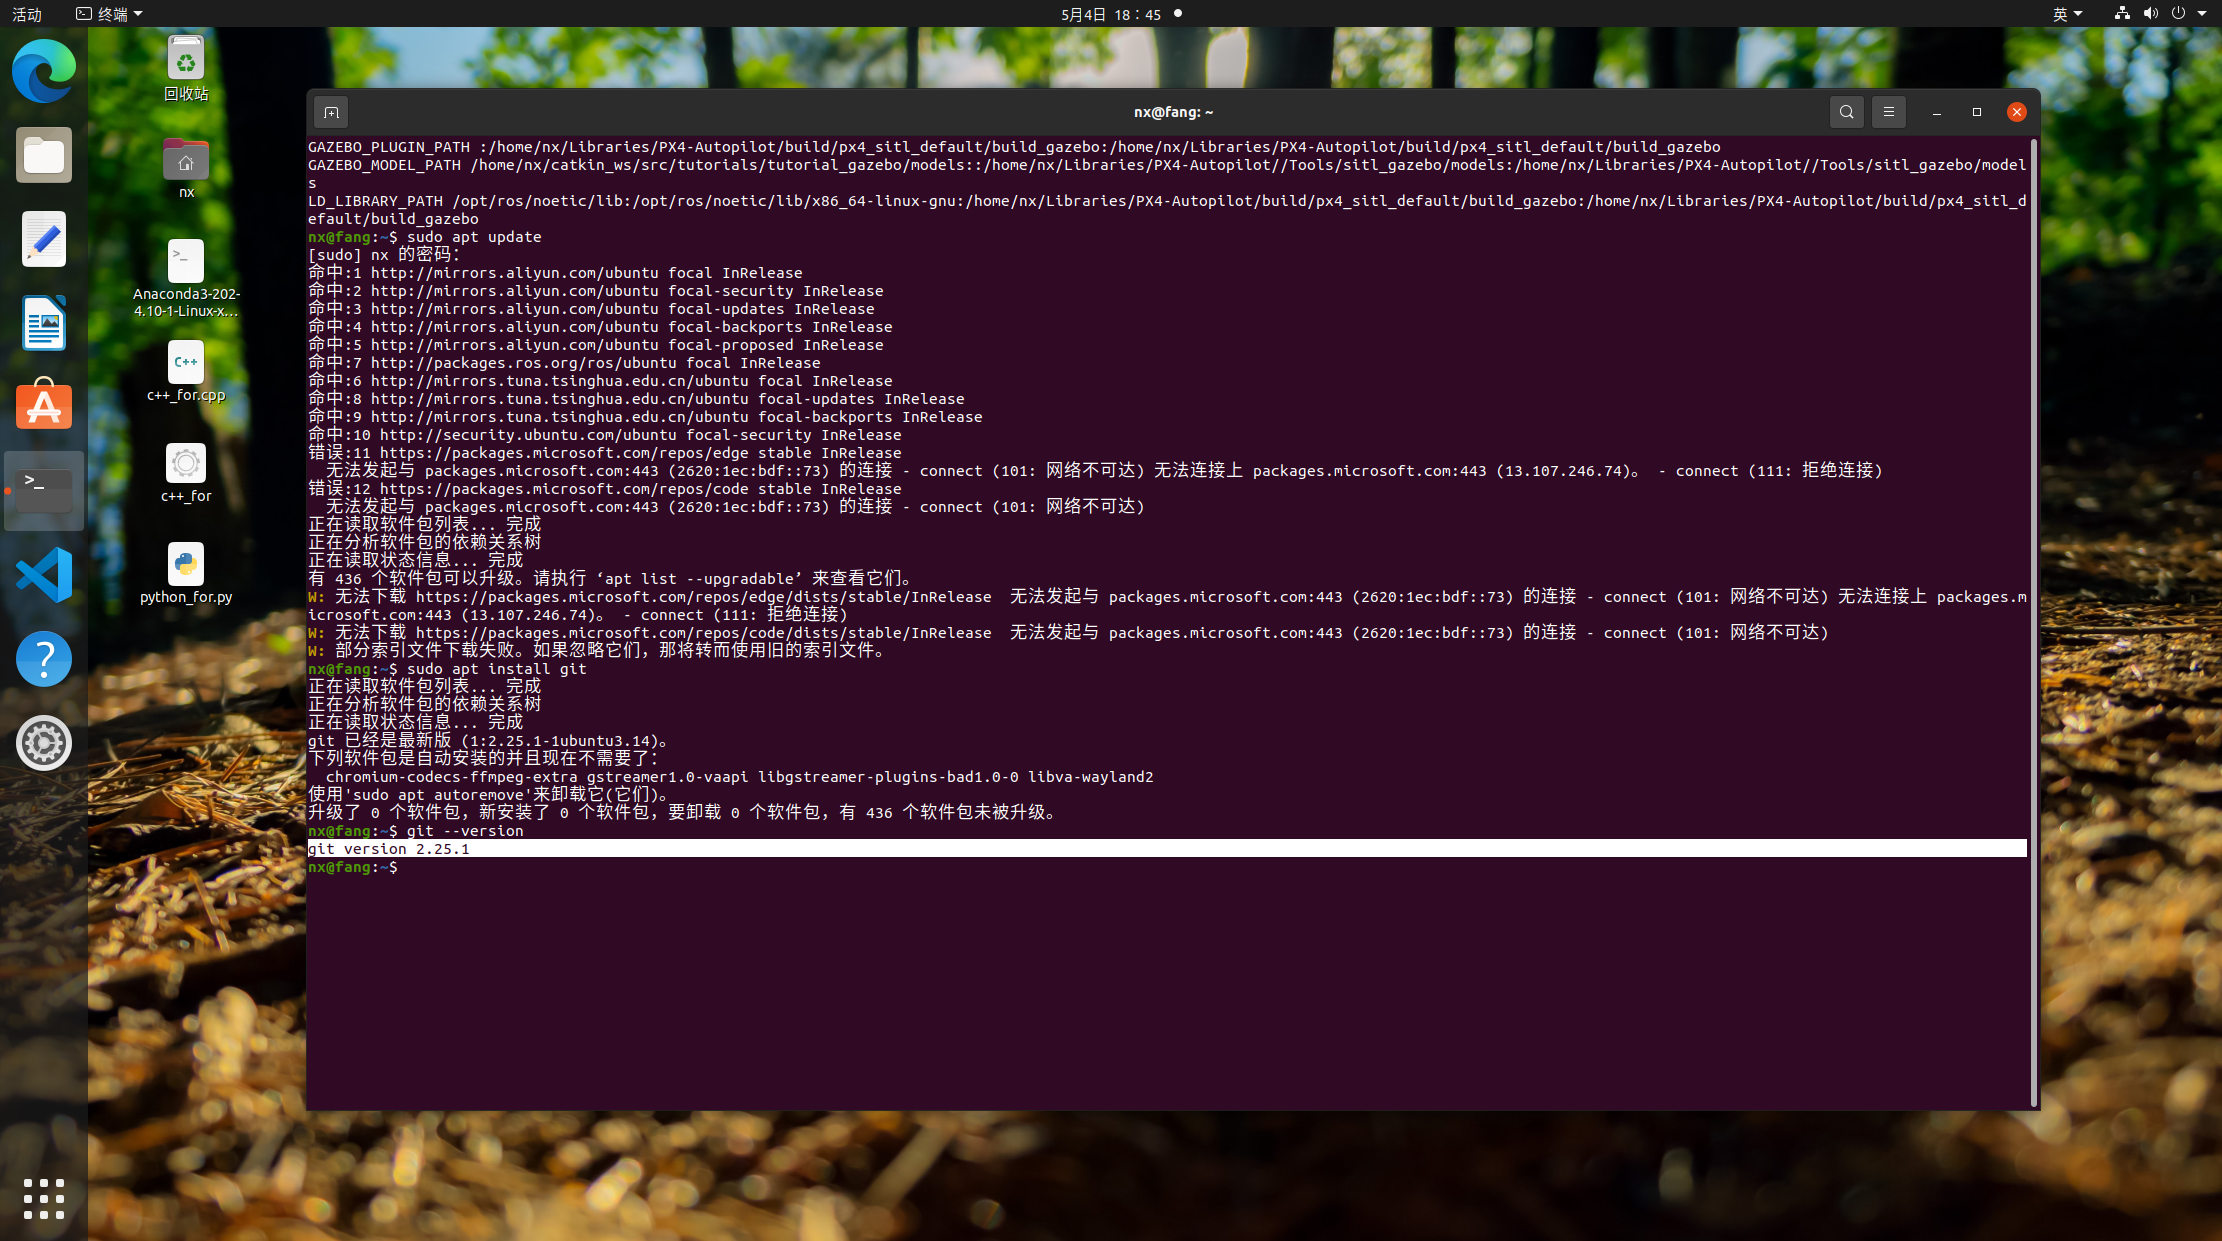 活动
终端
5月4日 18：45
英
回收站
nx
Anaconda3-202-
4.10-1-Linux-x...
c++_for.cpp
c++_for
python_for.py
nx@fang: ~
GAZEBO_PLUGIN_PATH :/home/nx/Libraries/PX4-Autopilot/build/px4_sitl_default/build_gazebo:/home/nx/Libraries/PX4-Autopilot/build/px4_sitl_default/build_gazebo
GAZEBO_MODEL_PATH /home/nx/catkin_ws/src/tutorials/tutorial_gazebo/models::/home/nx/Libraries/PX4-Autopilot//Tools/sitl_gazebo/models:/home/nx/Libraries/PX4-Autopilot//Tools/sitl_gazebo/model
s
LD_LIBRARY_PATH /opt/ros/noetic/lib:/opt/ros/noetic/lib/x86_64-linux-gnu:/home/nx/Libraries/PX4-Autopilot/build/px4_sitl_default/build_gazebo:/home/nx/Libraries/PX4-Autopilot/build/px4_sitl_d
efault/build_gazebo
nx@fang:~$ sudo apt update
[sudo] nx 的密码：
命中:1 http://mirrors.aliyun.com/ubuntu focal InRelease
命中:2 http://mirrors.aliyun.com/ubuntu focal-security InRelease
命中:3 http://mirrors.aliyun.com/ubuntu focal-updates InRelease
命中:4 http://mirrors.aliyun.com/ubuntu focal-backports InRelease
命中:5 http://mirrors.aliyun.com/ubuntu focal-proposed InRelease
命中:7 http://packages.ros.org/ros/ubuntu focal InRelease
命中:6 http://mirrors.tuna.tsinghua.edu.cn/ubuntu focal InRelease
命中:8 http://mirrors.tuna.tsinghua.edu.cn/ubuntu focal-updates InRelease
命中:9 http://mirrors.tuna.tsinghua.edu.cn/ubuntu focal-backports InRelease
命中:10 http://security.ubuntu.com/ubuntu focal-security InRelease
错误:11 https://packages.microsoft.com/repos/edge stable InRelease
无法发起与 packages.microsoft.com:443 (2620:1ec:bdf::73) 的连接 - connect (101: 网络不可达) 无法连接上 packages.microsoft.com:443 (13.107.246.74)。 - connect (111: 拒绝连接)
错误:12 https://packages.microsoft.com/repos/code stable InRelease
无法发起与 packages.microsoft.com:443 (2620:1ec:bdf::73) 的连接 - connect (101: 网络不可达)
正在读取软件包列表... 完成
正在分析软件包的依赖关系树
正在读取状态信息... 完成
有 436 个软件包可以升级。请执行 ‘apt list --upgradable’ 来查看它们。
W: 无法下载 https://packages.microsoft.com/repos/edge/dists/stable/InRelease  无法发起与 packages.microsoft.com:443 (2620:1ec:bdf::73) 的连接 - connect (101: 网络不可达) 无法连接上 packages.m
icrosoft.com:443 (13.107.246.74)。 - connect (111: 拒绝连接)
W: 无法下载 https://packages.microsoft.com/repos/code/dists/stable/InRelease  无法发起与 packages.microsoft.com:443 (2620:1ec:bdf::73) 的连接 - connect (101: 网络不可达)
W: 部分索引文件下载失败。如果忽略它们，那将转而使用旧的索引文件。
nx@fang:~$ sudo apt install git
正在读取软件包列表... 完成
正在分析软件包的依赖关系树
正在读取状态信息... 完成
git 已经是最新版 (1:2.25.1-1ubuntu3.14)。
下列软件包是自动安装的并且现在不需要了：
chromium-codecs-ffmpeg-extra gstreamer1.0-vaapi libgstreamer-plugins-bad1.0-0 libva-wayland2
使用'sudo apt autoremove'来卸载它(它们)。
升级了 0 个软件包，新安装了 0 个软件包，要卸载 0 个软件包，有 436 个软件包未被升级。
nx@fang:~$ git --version
git version 2.25.1
nx@fang:~$